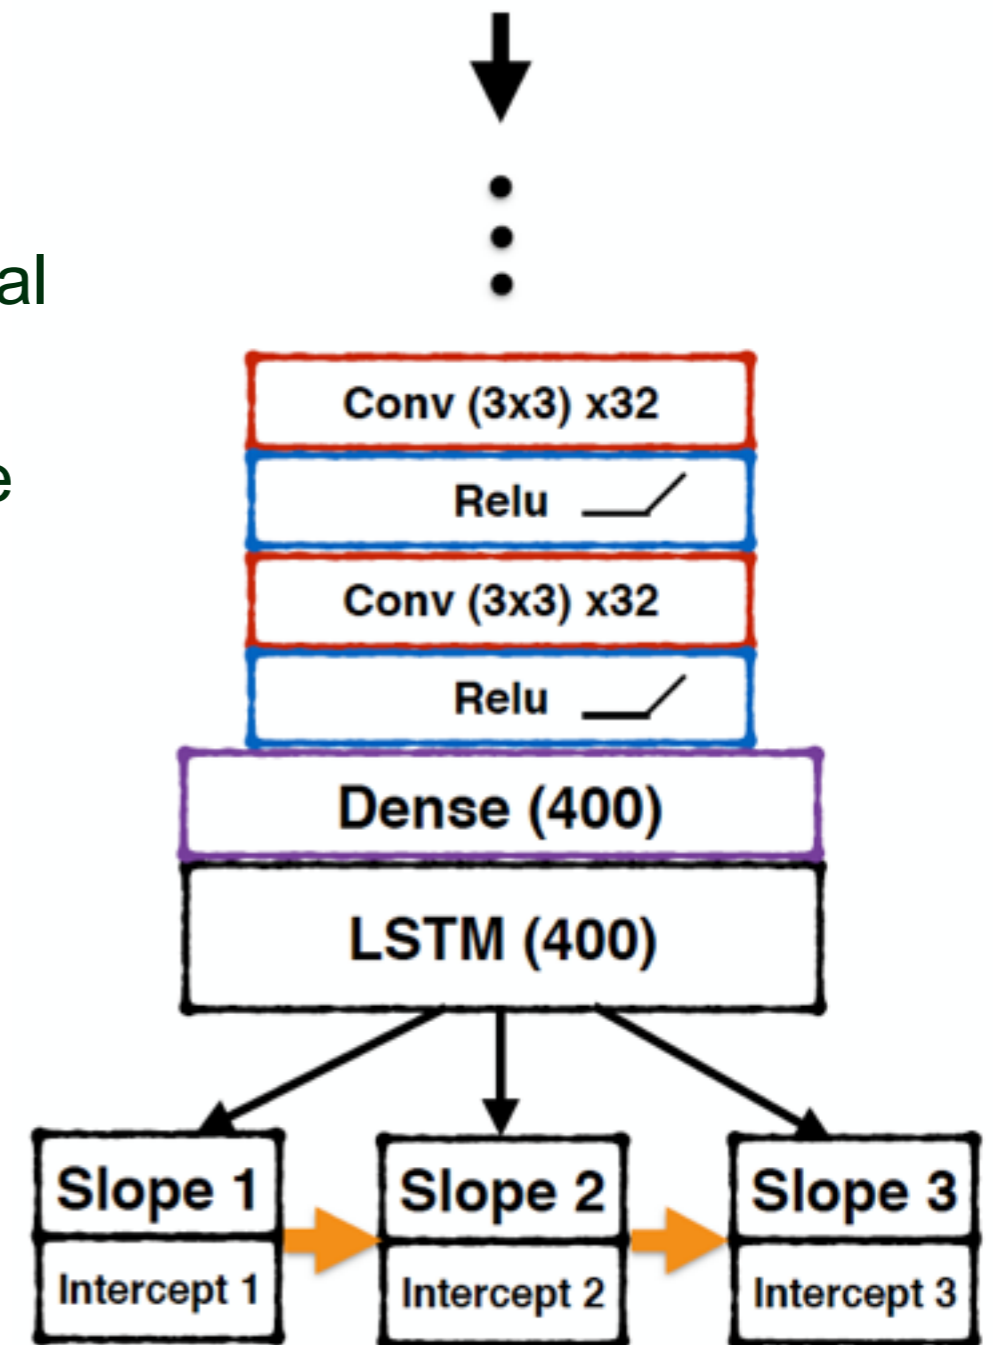 al
e
Conv (3x3) x32
Relu
Conv (3x3) x32
Relu
Dense (400)
LSTM (400)
Slope 1 Slope 2 Slope 3
Intercept 1 Intercept 2 Intercept 3